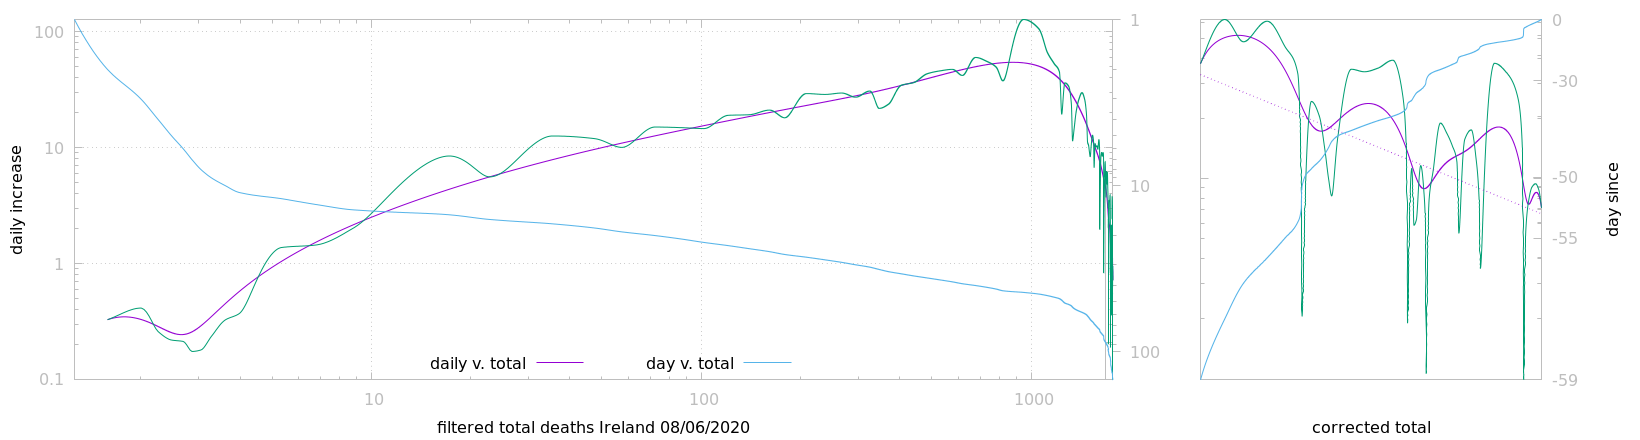 daily increase
100
10
1
0.1
10
100
1000
1
10
100
daily v. total
day v. total
filtered total deaths Ireland 08/06/2020
0
-30
-50
-55
-59
day since
corrected total